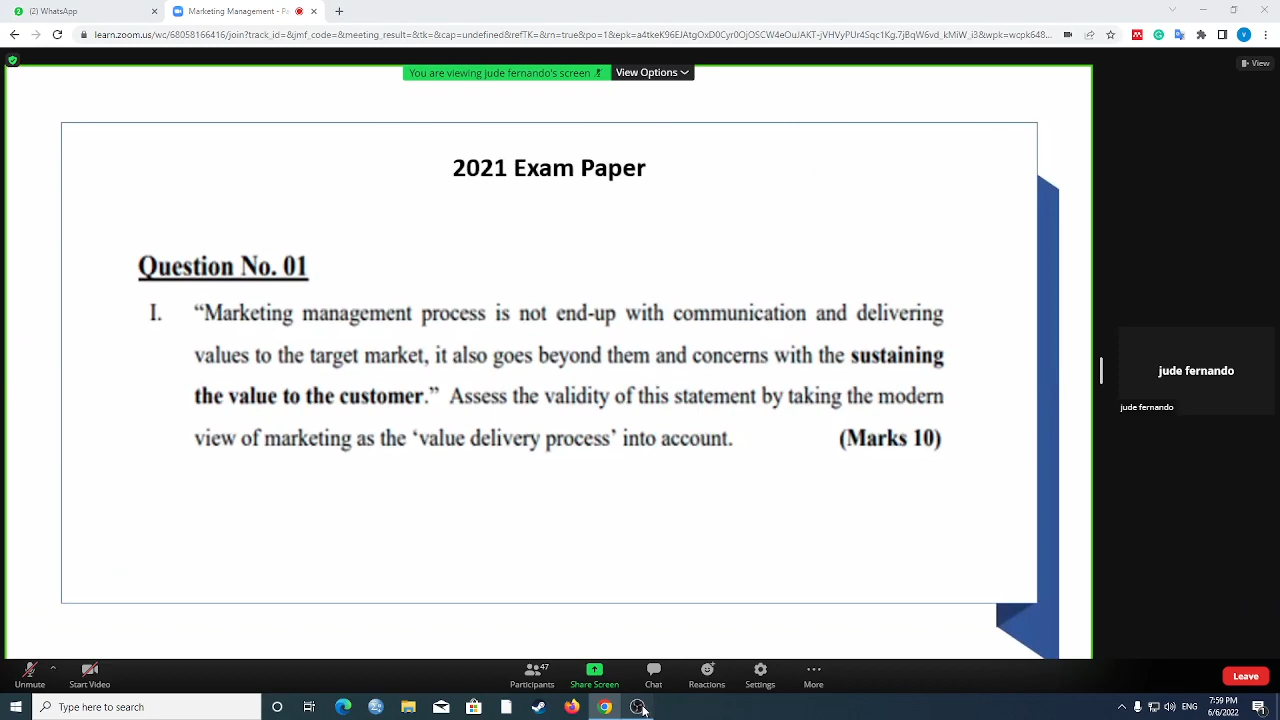 (2) WhatsApp
Marketing Management - Pa
You are viewing jude fernando's screen
View Options
View
2021 Exam Paper
Question No. 01
I. “Marketing management process is not end-up with communication and delivering
values to the target market, it also goes beyond them and concerns with the sustaining
the value to the customer.” Assess the validity of this statement by taking the modern
view of marketing as the ‘value delivery process’ into account. (Marks 10)
jude fernando
jude fernando
Unmute
Start Video
47
Participants
Share Screen
Chat
Reactions
Settings
More
Leave
Type here to search
7:59 PM
6/6/2022